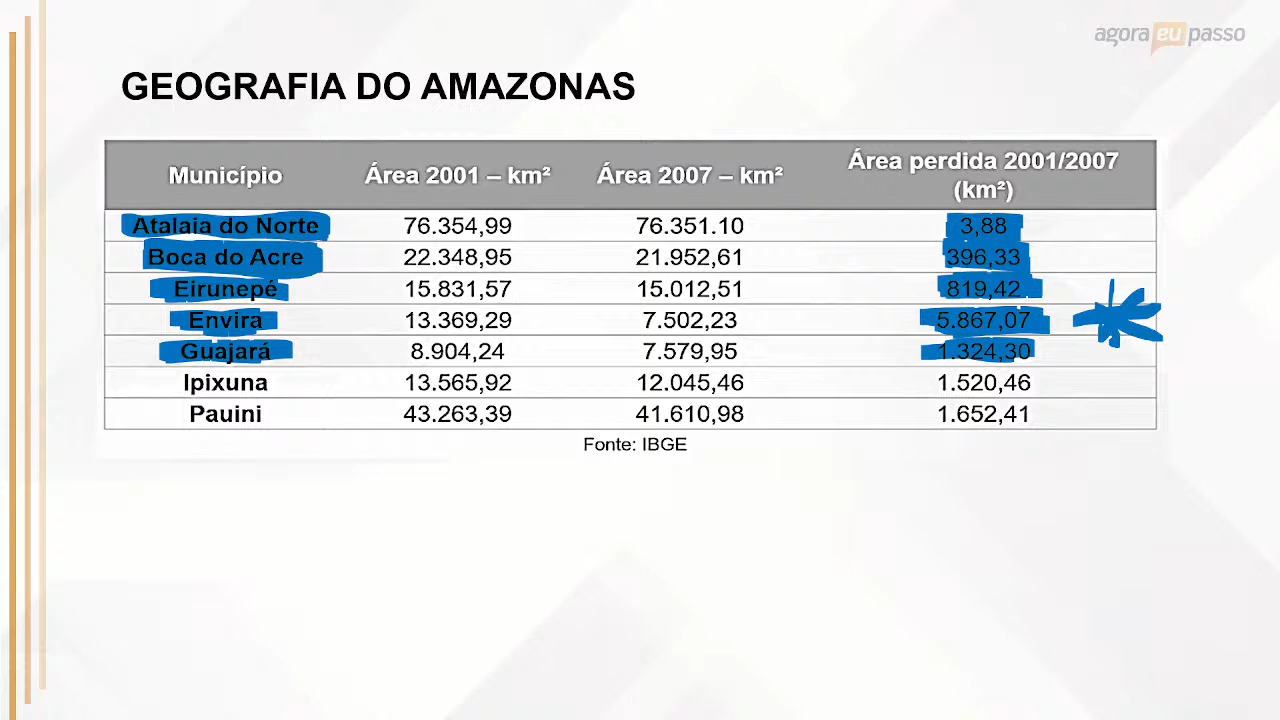 agora eu passo
GEOGRAFIA DO AMAZONAS
Município Área 2001 – km² Área 2007 – km² Área perdida 2001/2007 (km²)
Atalaia do Norte 76.354,99 76.351.10 3,88
Boca do Acre 22.348,95 21.952,61 396,33
Eirunepé 15.831,57 15.012,51 819,42
Envira 13.369,29 7.502,23 5.867,07
Guajará 8.904,24 7.579,95 1.324,30
Ipixuna 13.565,92 12.045,46 1.520,46
Pauini 43.263,39 41.610,98 1.652,41
Fonte: IBGE